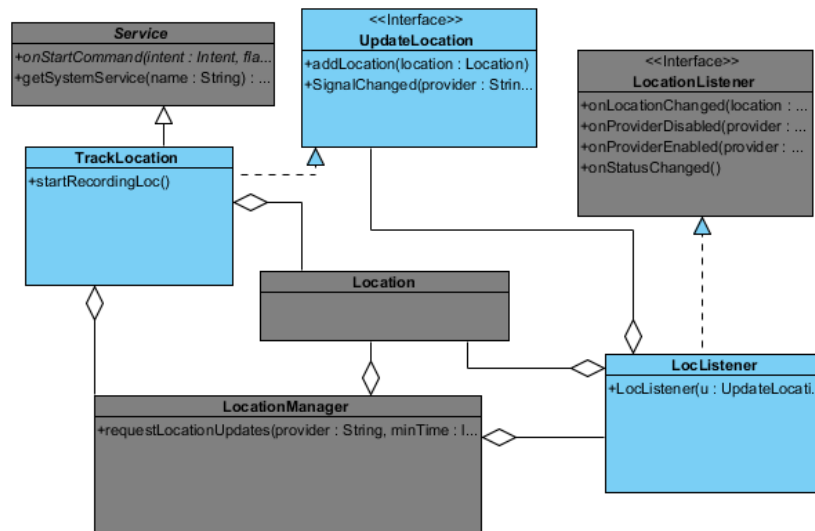 Service
+onStartCommand(intent : Intent, fla...
+getSystemService(name : String) : ...
<<Interface>>
UpdateLocation
+addLocation(location : Location)
+SignalChanged(provider : Strin...
<<Interface>>
LocationListener
+onLocationChanged(location : ...
+onProviderDisabled(provider : ...
+onProviderEnabled(provider : ...
+onStatusChanged()
TrackLocation
+startRecordingLoc()
Location
LocListener
+LocListener(u : UpdateLocati...
LocationManager
+requestLocationUpdates(provider : String, minTime : l...